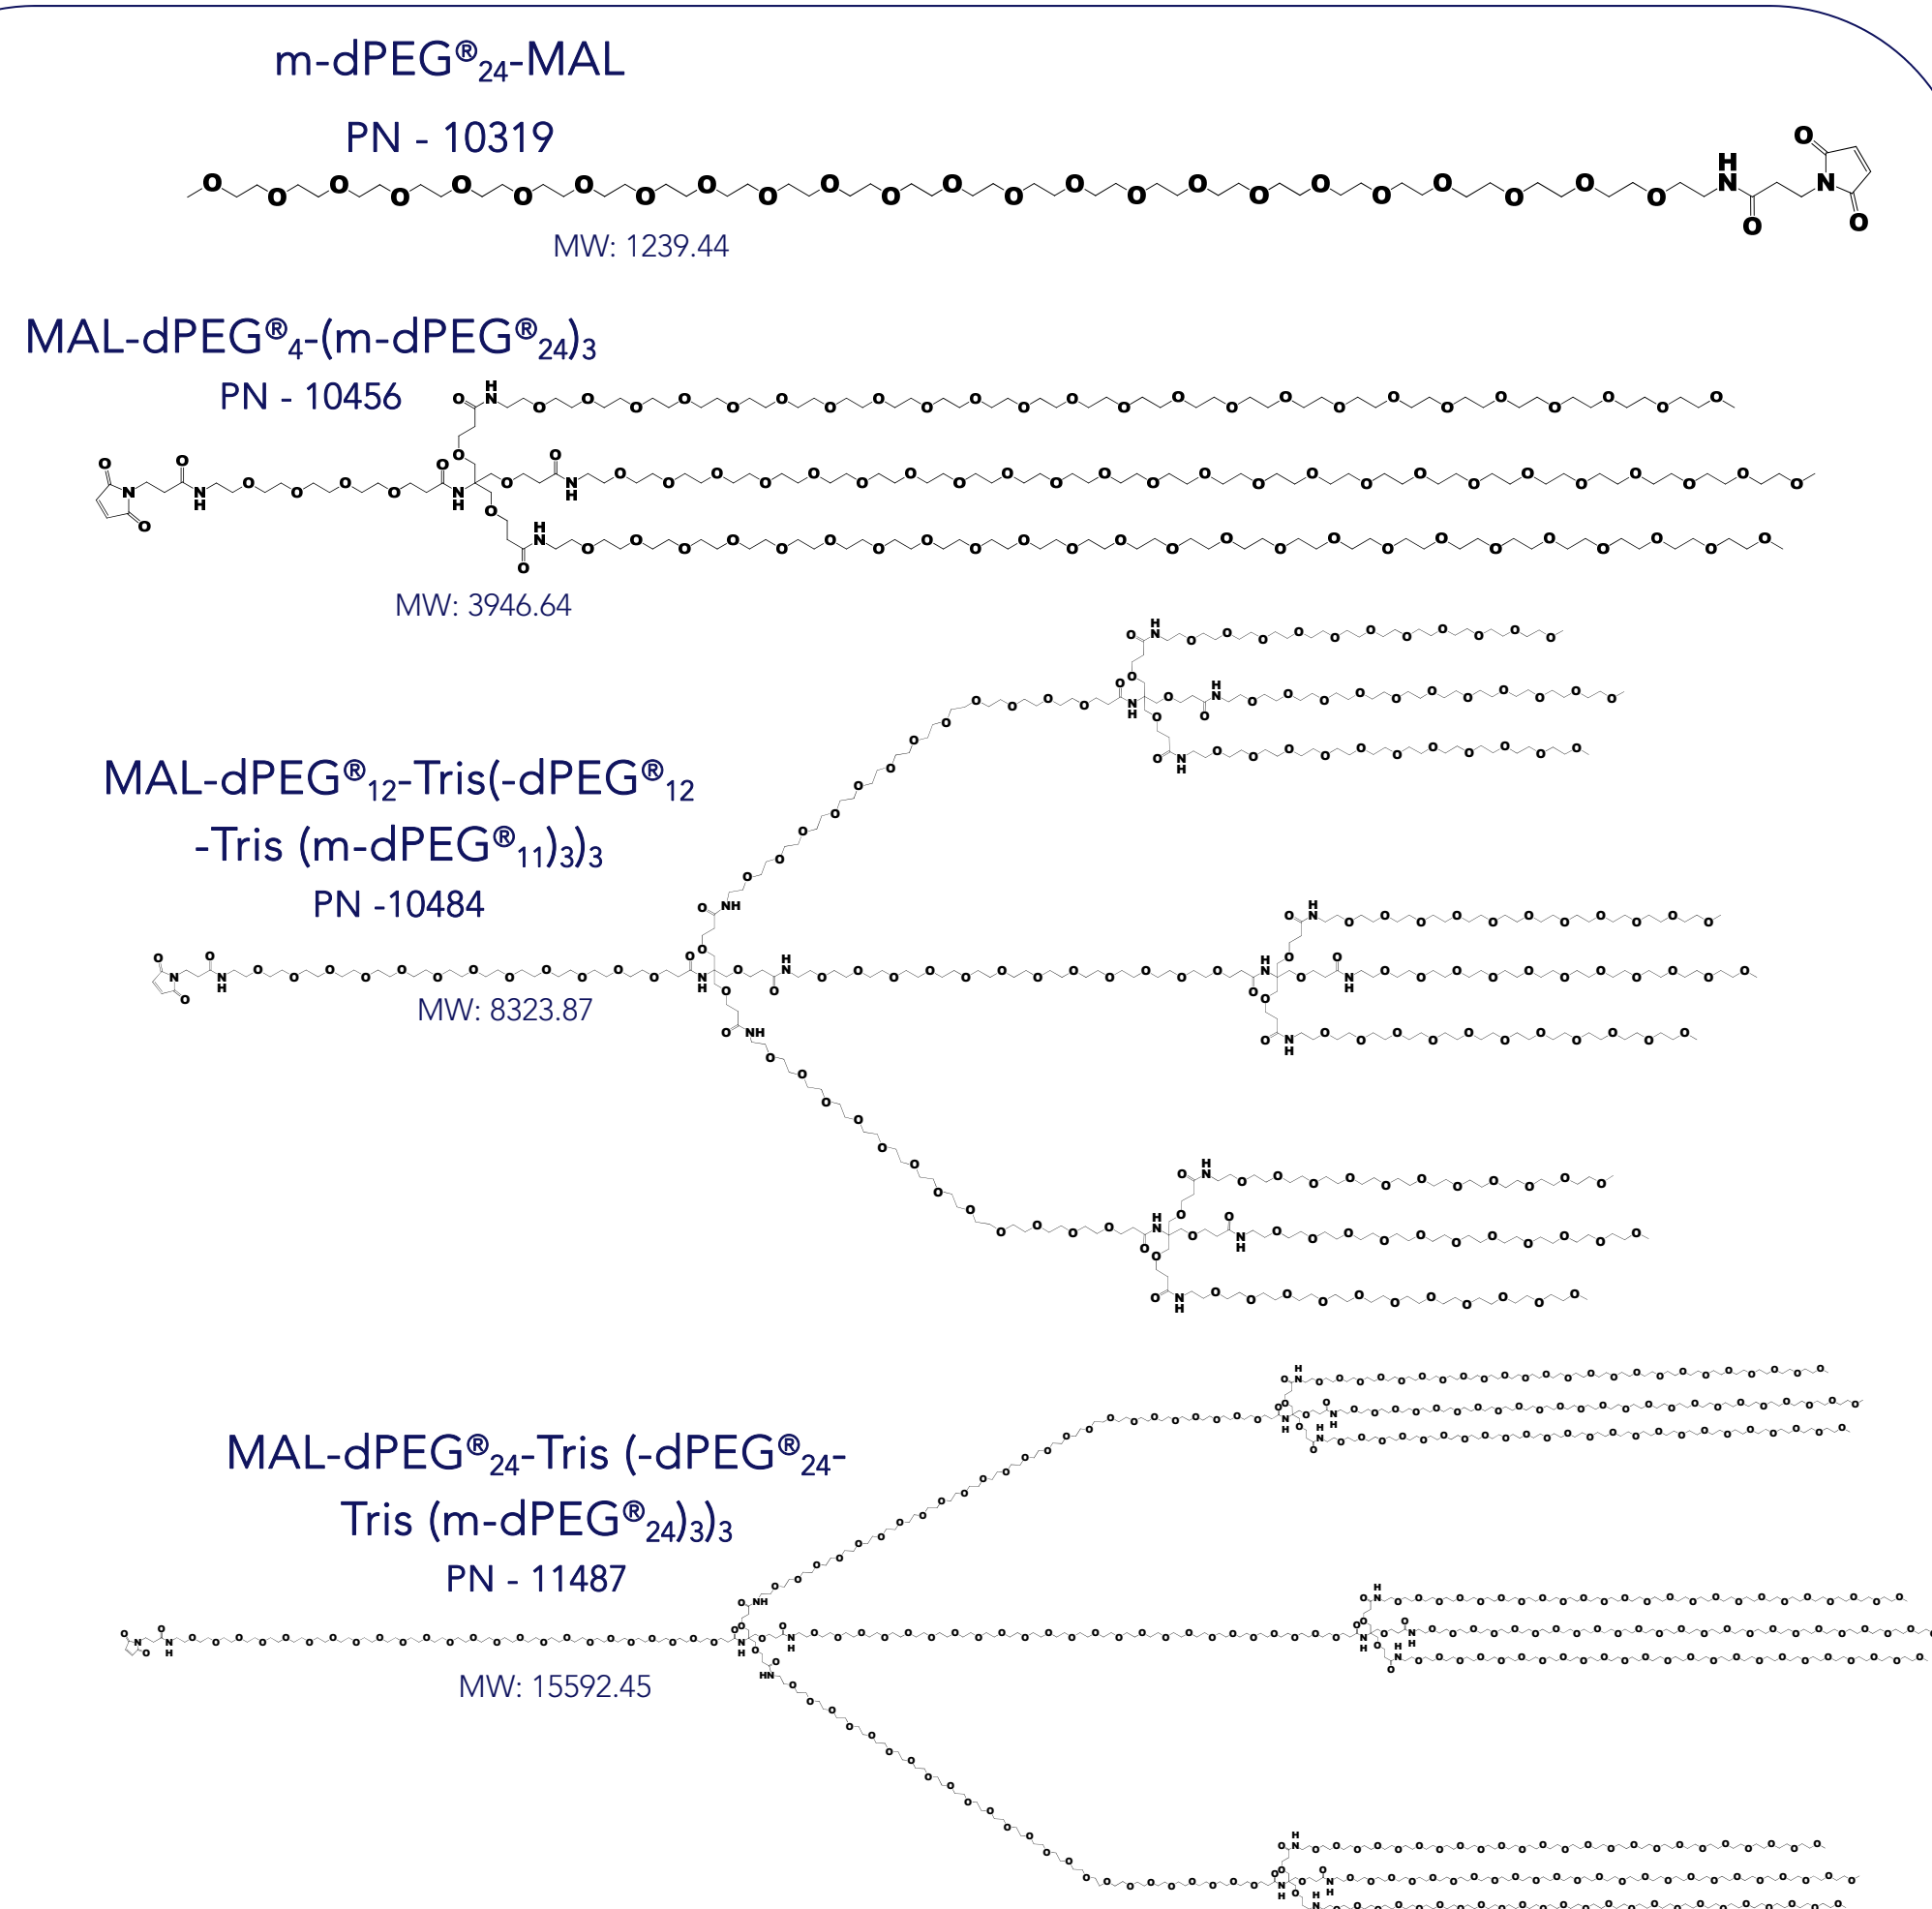 m-dPEG®24-MAL
PN - 10319
MW: 1239.44
MAL-dPEG®4-(m-dPEG®24)3
PN - 10456
MW: 3946.64
MAL-dPEG®12-Tris(-dPEG®12
-Tris (m-dPEG®11)3)3
PN -10484
MW: 8323.87
MAL-dPEG®24-Tris (-dPEG®24-
Tris (m-dPEG®24)3)3
PN - 11487
MW: 15592.45